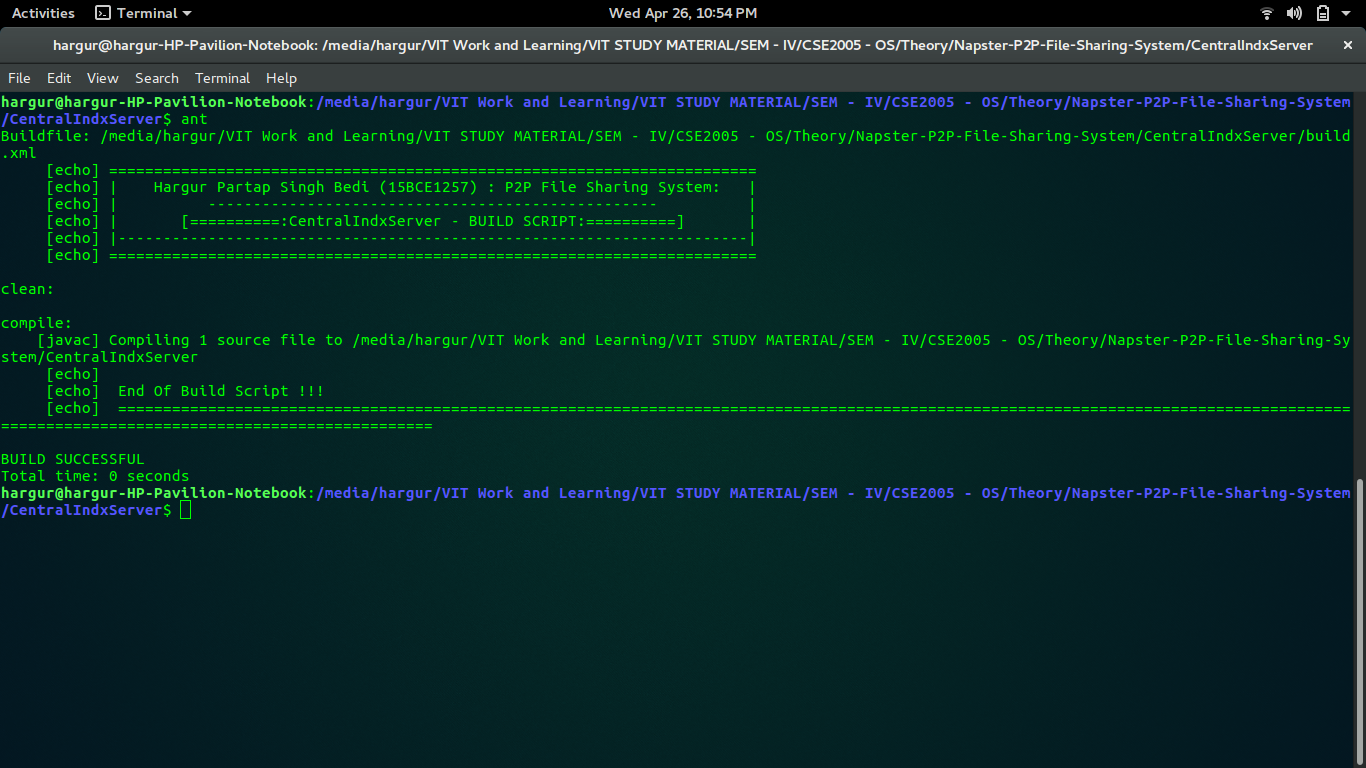 Activities Terminal Wed Apr 26, 10:54 PM
hargur@hargur-HP-Pavilion-Notebook: /media/hargur/VIT Work and Learning/VIT STUDY MATERIAL/SEM - IV/CSE2005 - OS/Theory/Napster-P2P-File-Sharing-System/CentralIndxServer ×
File Edit View Search Terminal Help
hargur@hargur-HP-Pavilion-Notebook:/media/hargur/VIT Work and Learning/VIT STUDY MATERIAL/SEM - IV/CSE2005 - OS/Theory/Napster-P2P-File-Sharing-System
/CentralIndxServer$ ant
Buildfile: /media/hargur/VIT Work and Learning/VIT STUDY MATERIAL/SEM - IV/CSE2005 - OS/Theory/Napster-P2P-File-Sharing-System/CentralIndxServer/build
.xml
     [echo] ========================================================================
     [echo] |    Hargur Partap Singh Bedi (15BCE1257) : P2P File Sharing System:   |
     [echo] |          --------------------------------------------------          |
     [echo] |       [==========:CentralIndxServer - BUILD SCRIPT:==========]       |
     [echo] |----------------------------------------------------------------------|
     [echo] ========================================================================

clean:

compile:
    [javac] Compiling 1 source file to /media/hargur/VIT Work and Learning/VIT STUDY MATERIAL/SEM - IV/CSE2005 - OS/Theory/Napster-P2P-File-Sharing-Sy
stem/CentralIndxServer
     [echo]
     [echo]  End Of Build Script !!!
     [echo]  =========================================================================================================================================
================================================

BUILD SUCCESSFUL
Total time: 0 seconds
hargur@hargur-HP-Pavilion-Notebook:/media/hargur/VIT Work and Learning/VIT STUDY MATERIAL/SEM - IV/CSE2005 - OS/Theory/Napster-P2P-File-Sharing-System
/CentralIndxServer$